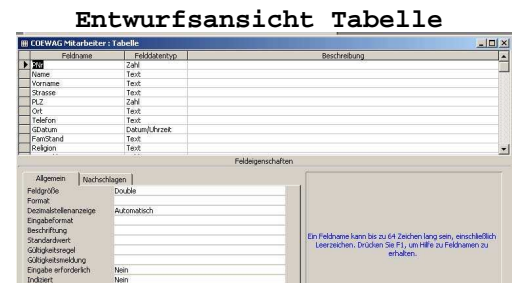 Entwurfsansicht Tabelle
COEWAG Mitarbeiter : Tabelle
Feldname Felddatentyp Beschreibung
PNr Zahl
Name Text
Vorname Text
Strasse Text
PLZ Zahl
Ort Text
Telefon Text
GDatum Datum/Uhrzeit
FamStand Text
Religion Text
Feldeigenschaften
Allgemein Nachschlagen
Feldgröße Double
Format
Dezimalstellenanzeige Automatisch
Eingabeformat
Beschriftung
Standardwert
Gültigkeitsregel
Gültigkeitsmeldung
Eingabe erforderlich Nein
Indiziert Nein
Ein Feldname kann bis zu 64 Zeichen lang sein, einschließlich
Leerzeichen. Drücken Sie F1, um Hilfe zu Feldnamen zu
erhalten.